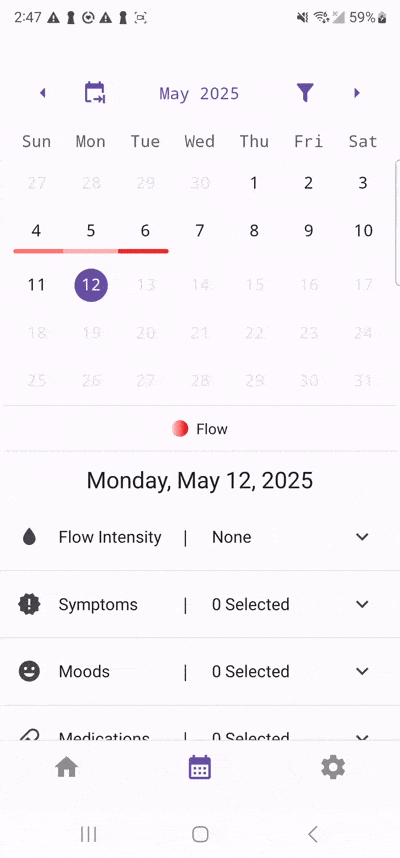 2:47 59%
May 2025
Sun Mon Tue Wed Thu Fri Sat
27 28 29 30 1 2 3
4 5 6 7 8 9 10
11 12 13 14 15 16 17
18 19 20 21 22 23 24
25 26 27 28 29 30 31
Flow
Monday, May 12, 2025
Flow Intensity | None
Symptoms | 0 Selected
Moods | 0 Selected
Medications | 0 Selected